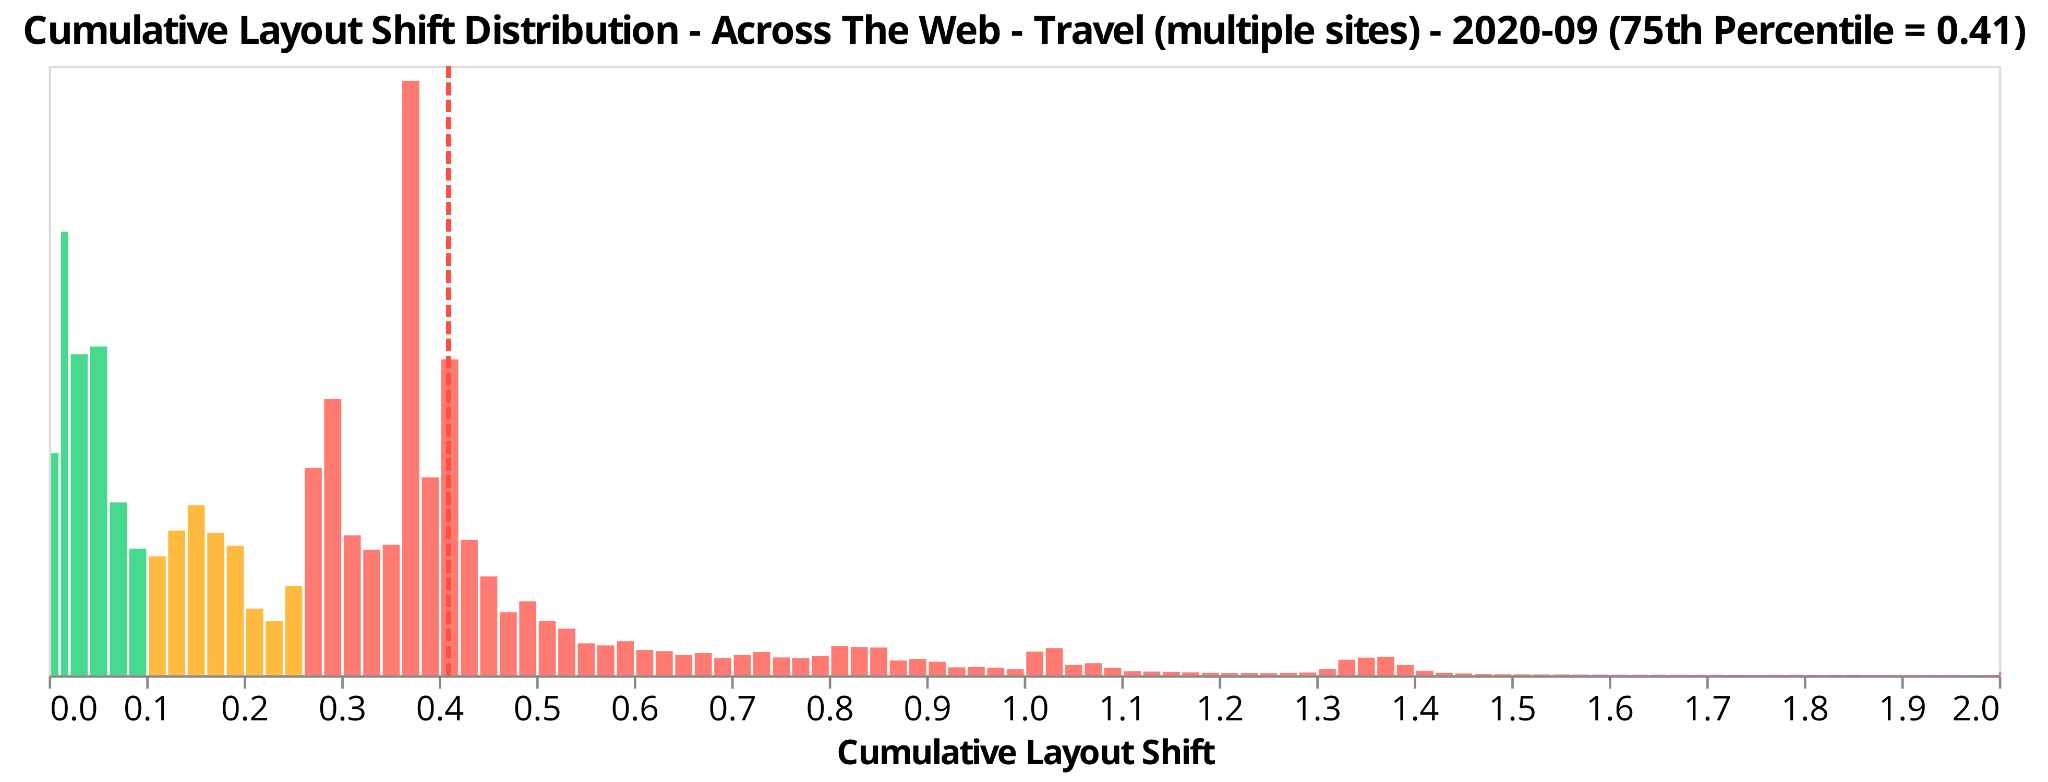 Cumulative Layout Shift Distribution - Across The Web - Travel (multiple sites) - 2020-09 (75th Percentile = 0.41)
0.0 0.1 0.2 0.3 0.4 0.5 0.6 0.7 0.8 0.9 1.0 1.1 1.2 1.3 1.4 1.5 1.6 1.7 1.8 1.9 2.0
Cumulative Layout Shift